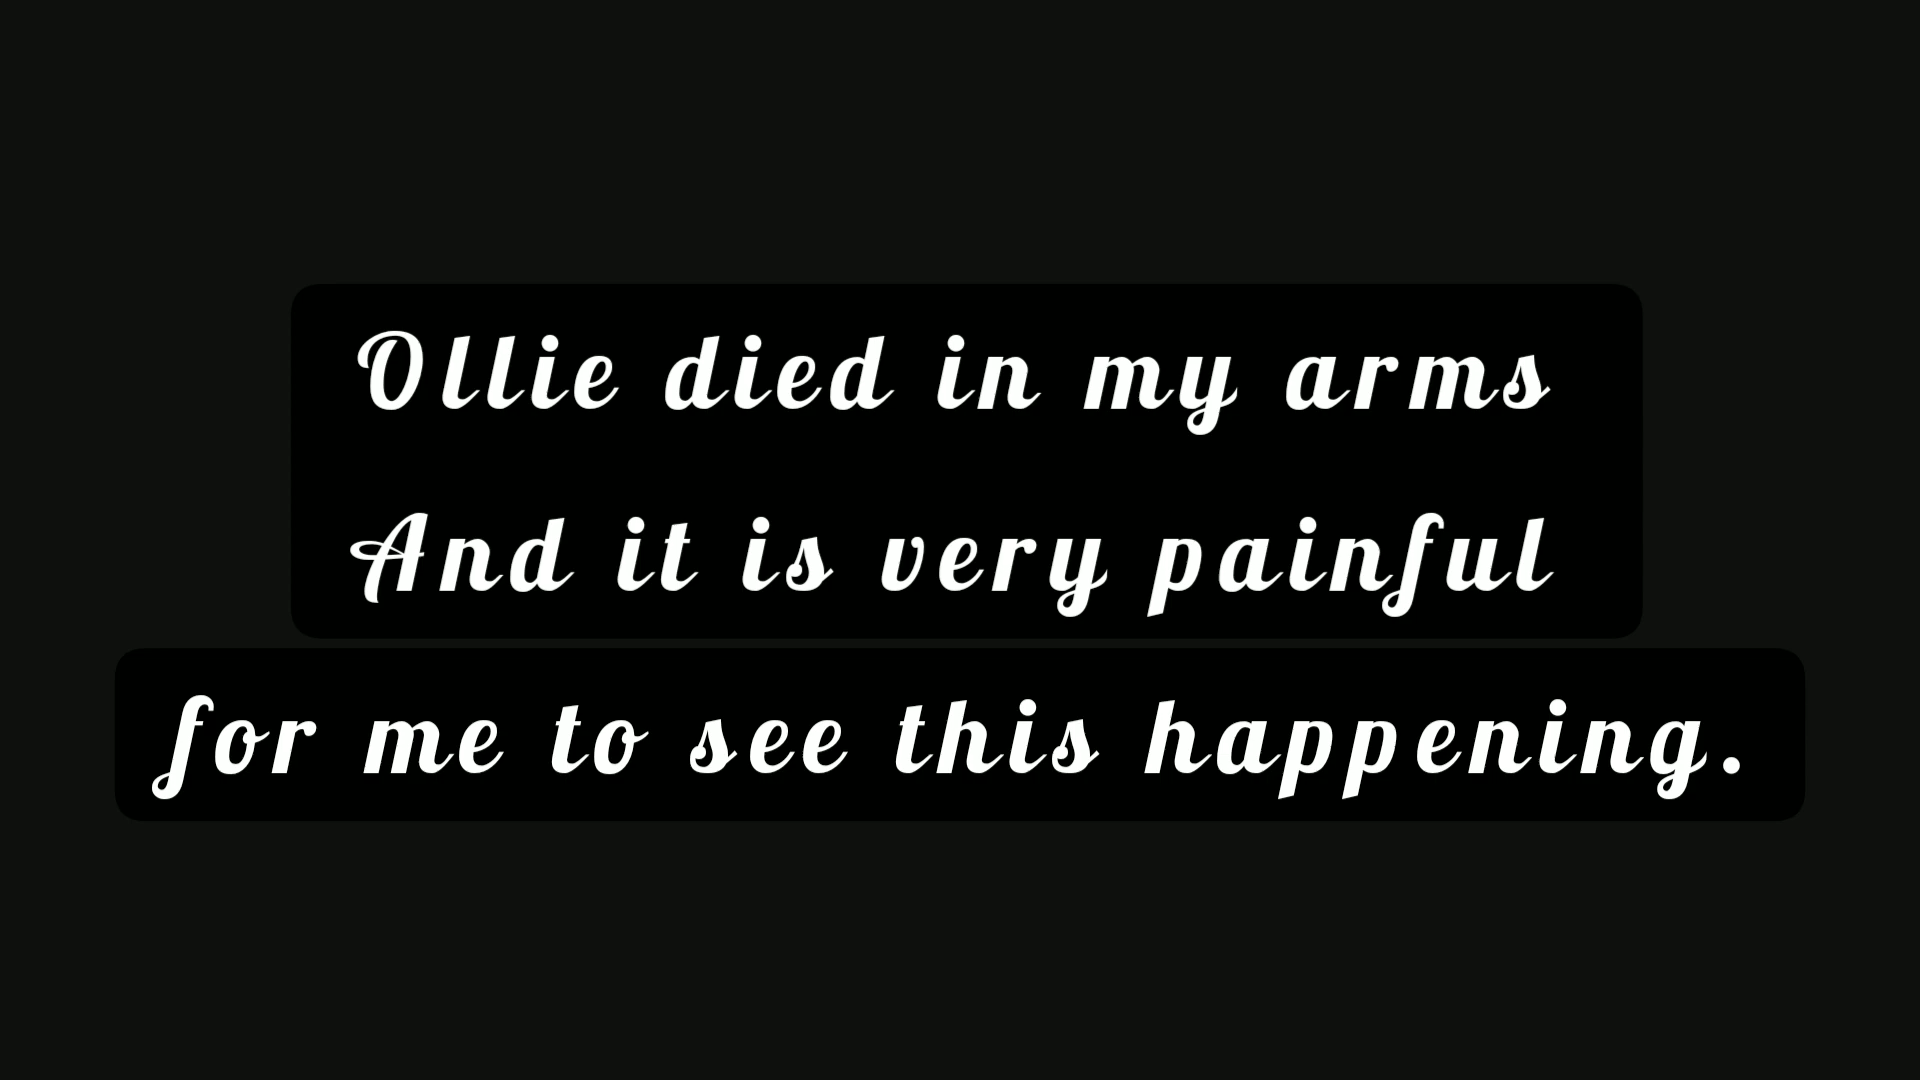 Ollie died in my arms
And it is very painful
for me to see this happening.